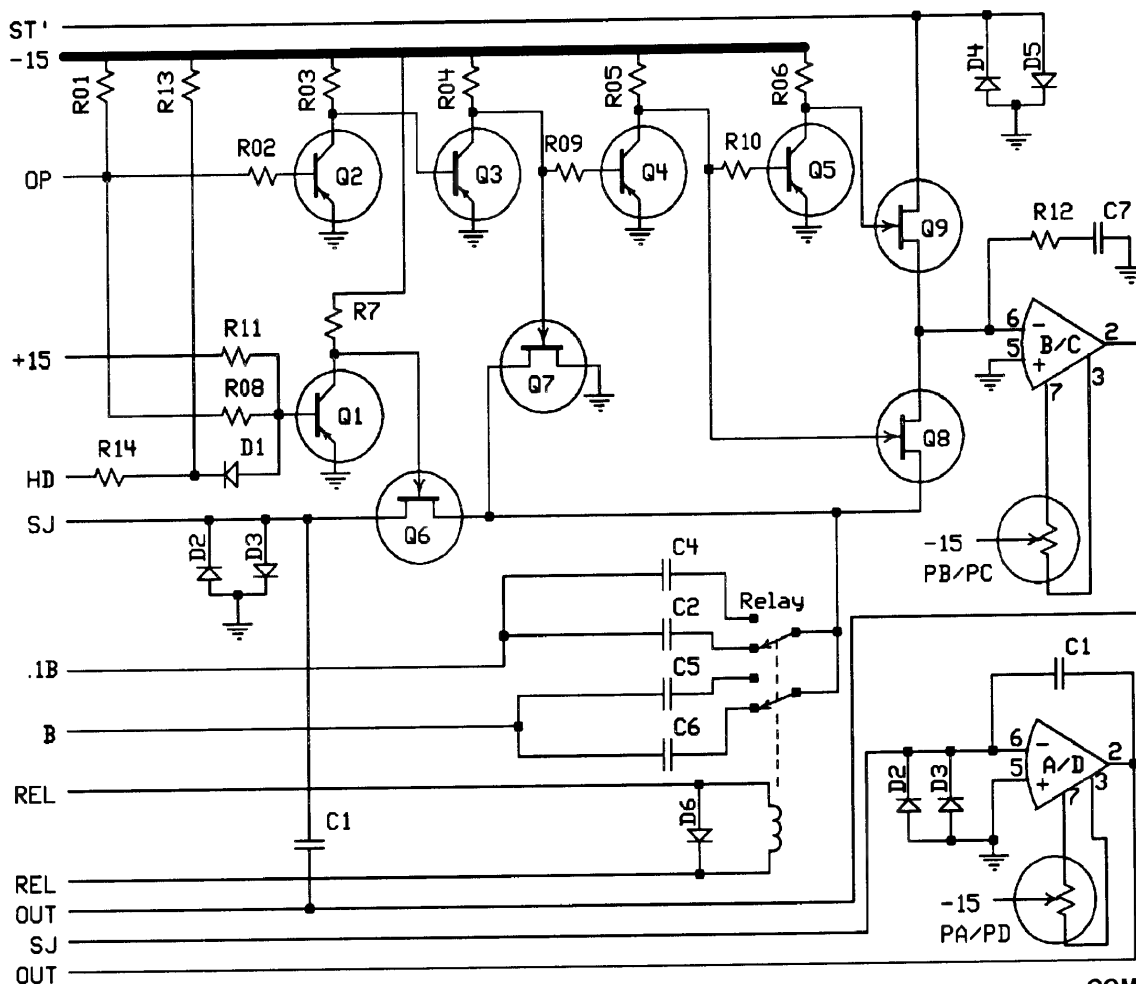 ST'
-15
R01
R13
R03
R04
R05
R06
D4
D5
OP
R02
Q2
Q3
R09
Q4
R10
Q5
Q9
R12
C7
R7
+15
R11
R08
Q1
Q7
6
-
5
+
B/C
2
3
7
Q8
R14
D1
HD
SJ
D2
D3
Q6
-15
PB/PC
C4
Relay
C2
.1B
C5
B
C6
C1
REL
C1
D6
6
-
5
+
A/D
2
3
7
D2
D3
REL
OUT
-15
PA/PD
SJ
OUT
COM